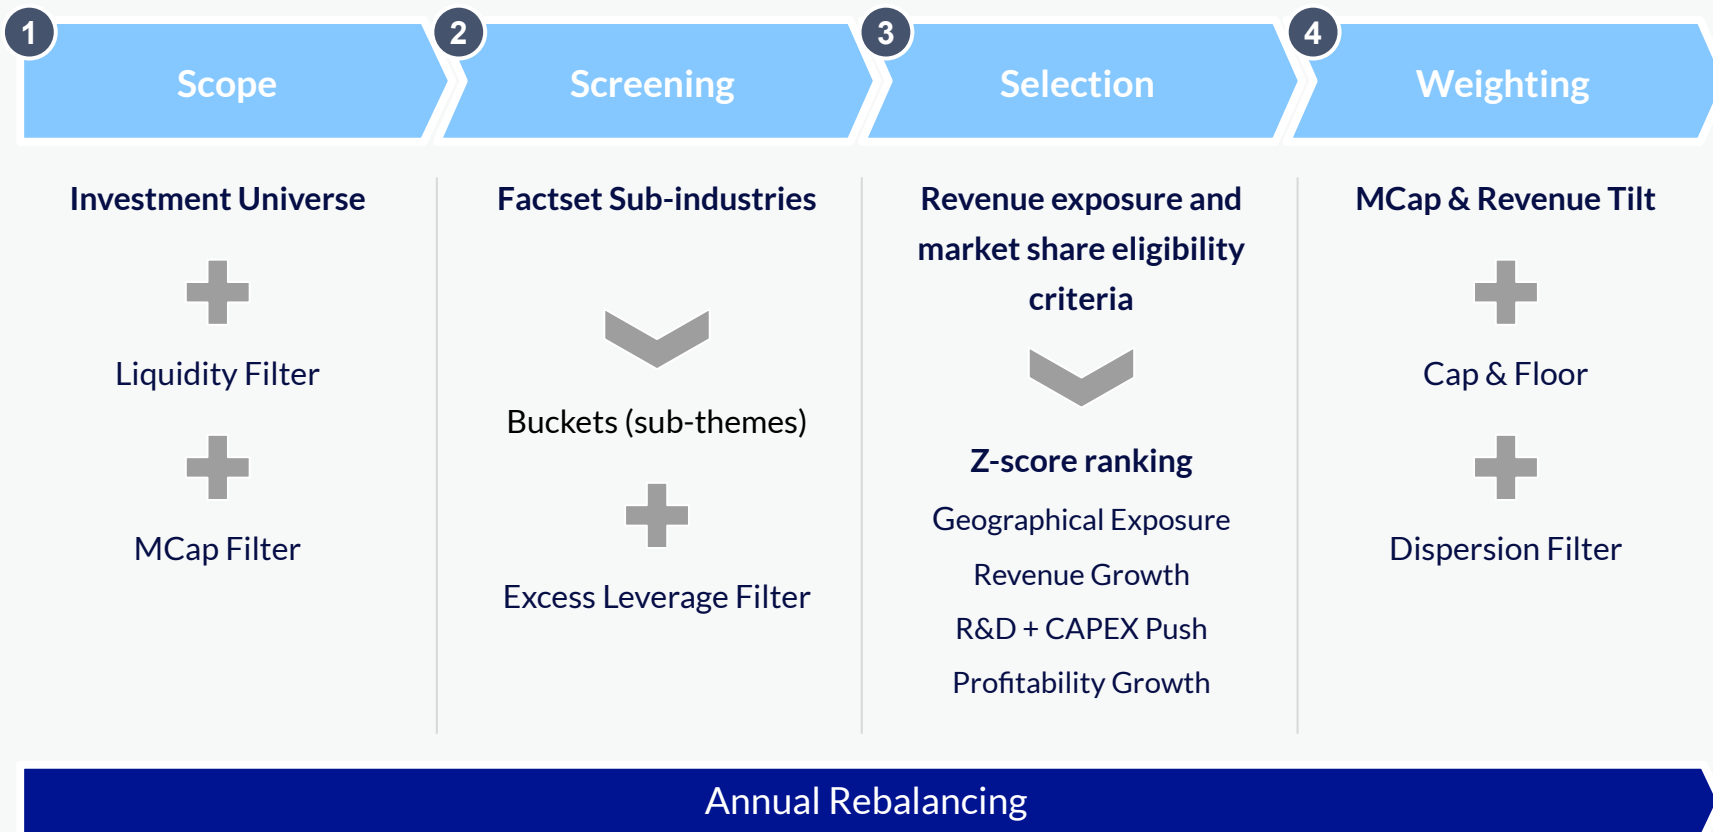 1
Scope
2
Screening
3
Selection
4
Weighting
Investment Universe
Liquidity Filter
MCap Filter
Factset Sub-industries
Buckets (sub-themes)
Excess Leverage Filter
Revenue exposure and
market share eligibility
criteria
Z-score ranking
Geographical Exposure
Revenue Growth
R&D + CAPEX Push
Profitability Growth
MCap & Revenue Tilt
Cap & Floor
Dispersion Filter
Annual Rebalancing